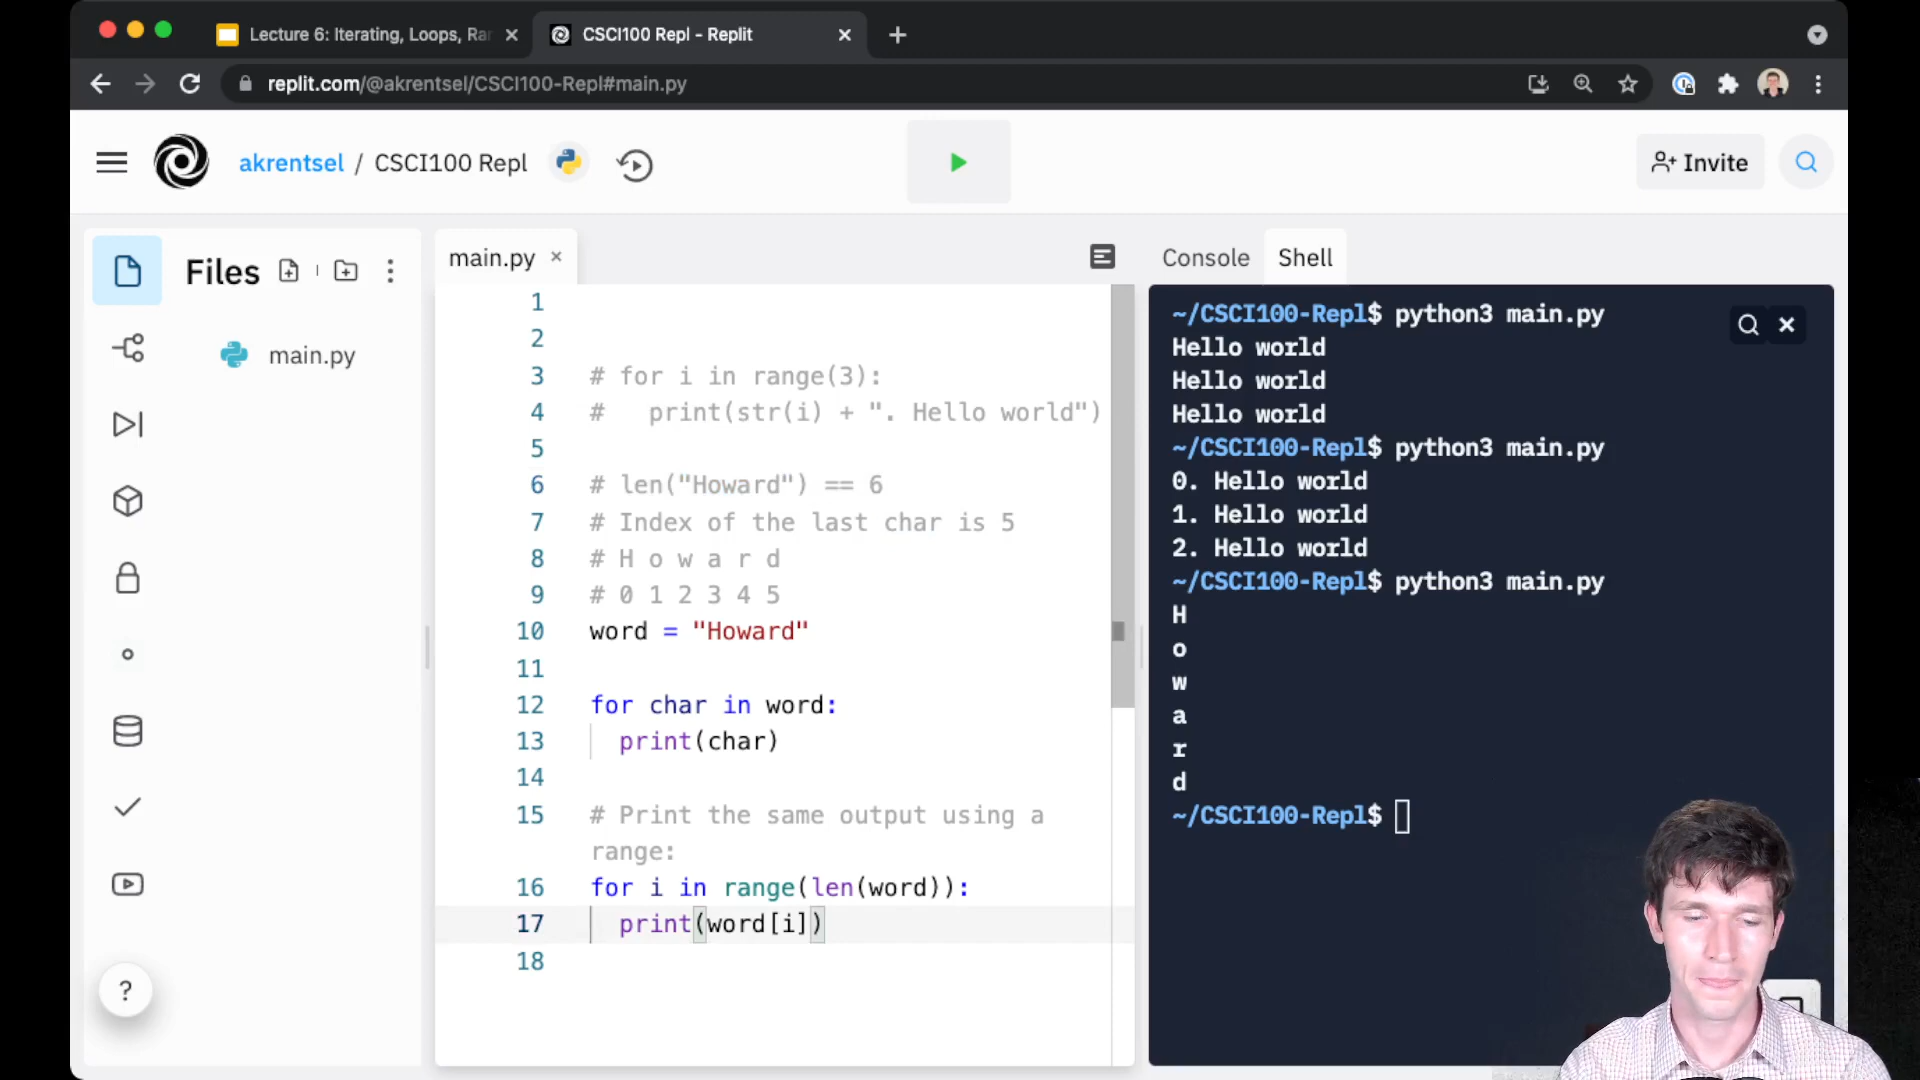 Lecture 6: Iterating, Loops, Rar
CSCI100 Repl - Replit
replit.com/@akrentsel/CSCI100-Repl#main.py
akrentsel / CSCI100 Repl
Invite
Files
main.py
main.py
Console
Shell
1
2
3 # for i in range(3):
4 #   print(str(i) + ". Hello world")
5
6 # len("Howard") == 6
7 # Index of the last char is 5
8 # H o w a r d
9 # 0 1 2 3 4 5
10 word = "Howard"
11
12 for char in word:
13   print(char)
14
15 # Print the same output using a
range:
16 for i in range(len(word)):
17   print(word[i])
18
~/CSCI100-Repl$ python3 main.py
Hello world
Hello world
Hello world
~/CSCI100-Repl$ python3 main.py
0. Hello world
1. Hello world
2. Hello world
~/CSCI100-Repl$ python3 main.py
H
o
w
a
r
d
~/CSCI100-Repl$
?